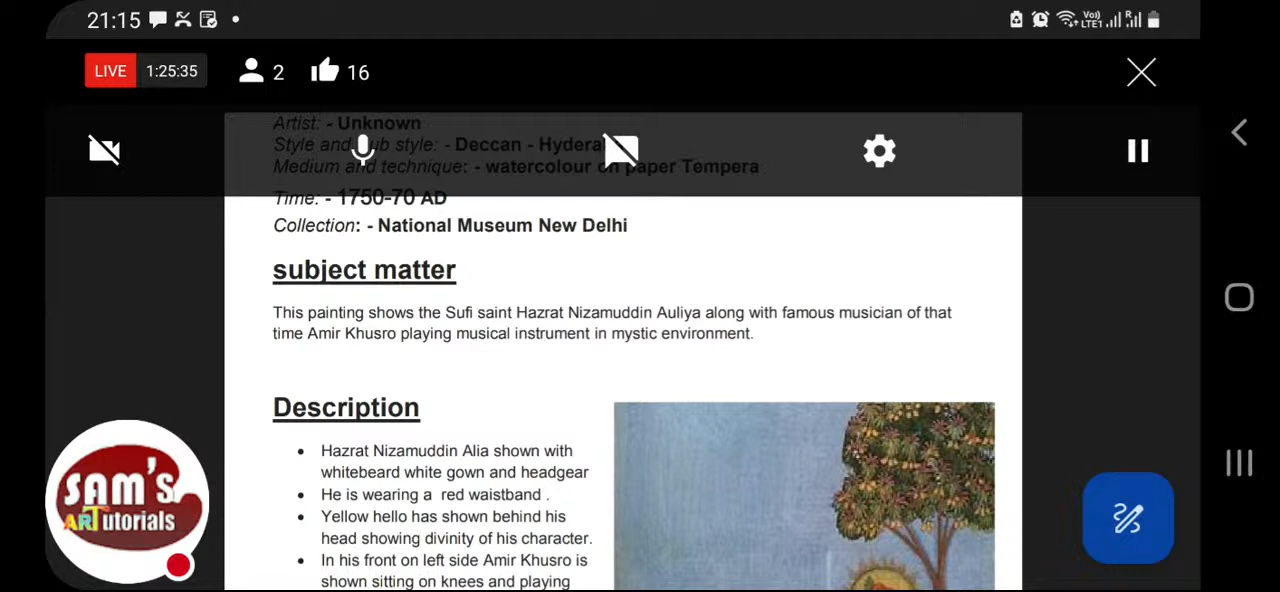 21:15
Vo) R
LTE1
LIVE 1:25:35 2 16
Artist: - Unknown
Style and sub style: - Deccan - Hydera
Medium and technique: - watercolour on paper Tempera
Time: - 1750-70 AD
Collection: - National Museum New Delhi
subject matter
This painting shows the Sufi saint Hazrat Nizamuddin Auliya along with famous musician of that
time Amir Khusro playing musical instrument in mystic environment.
Description
• Hazrat Nizamuddin Alia shown with
whitebeard white gown and headgear
• He is wearing a red waistband .
• Yellow hello has shown behind his
head showing divinity of his character.
• In his front on left side Amir Khusro is
shown sitting on knees and playing
SAM'S
ARTutorials